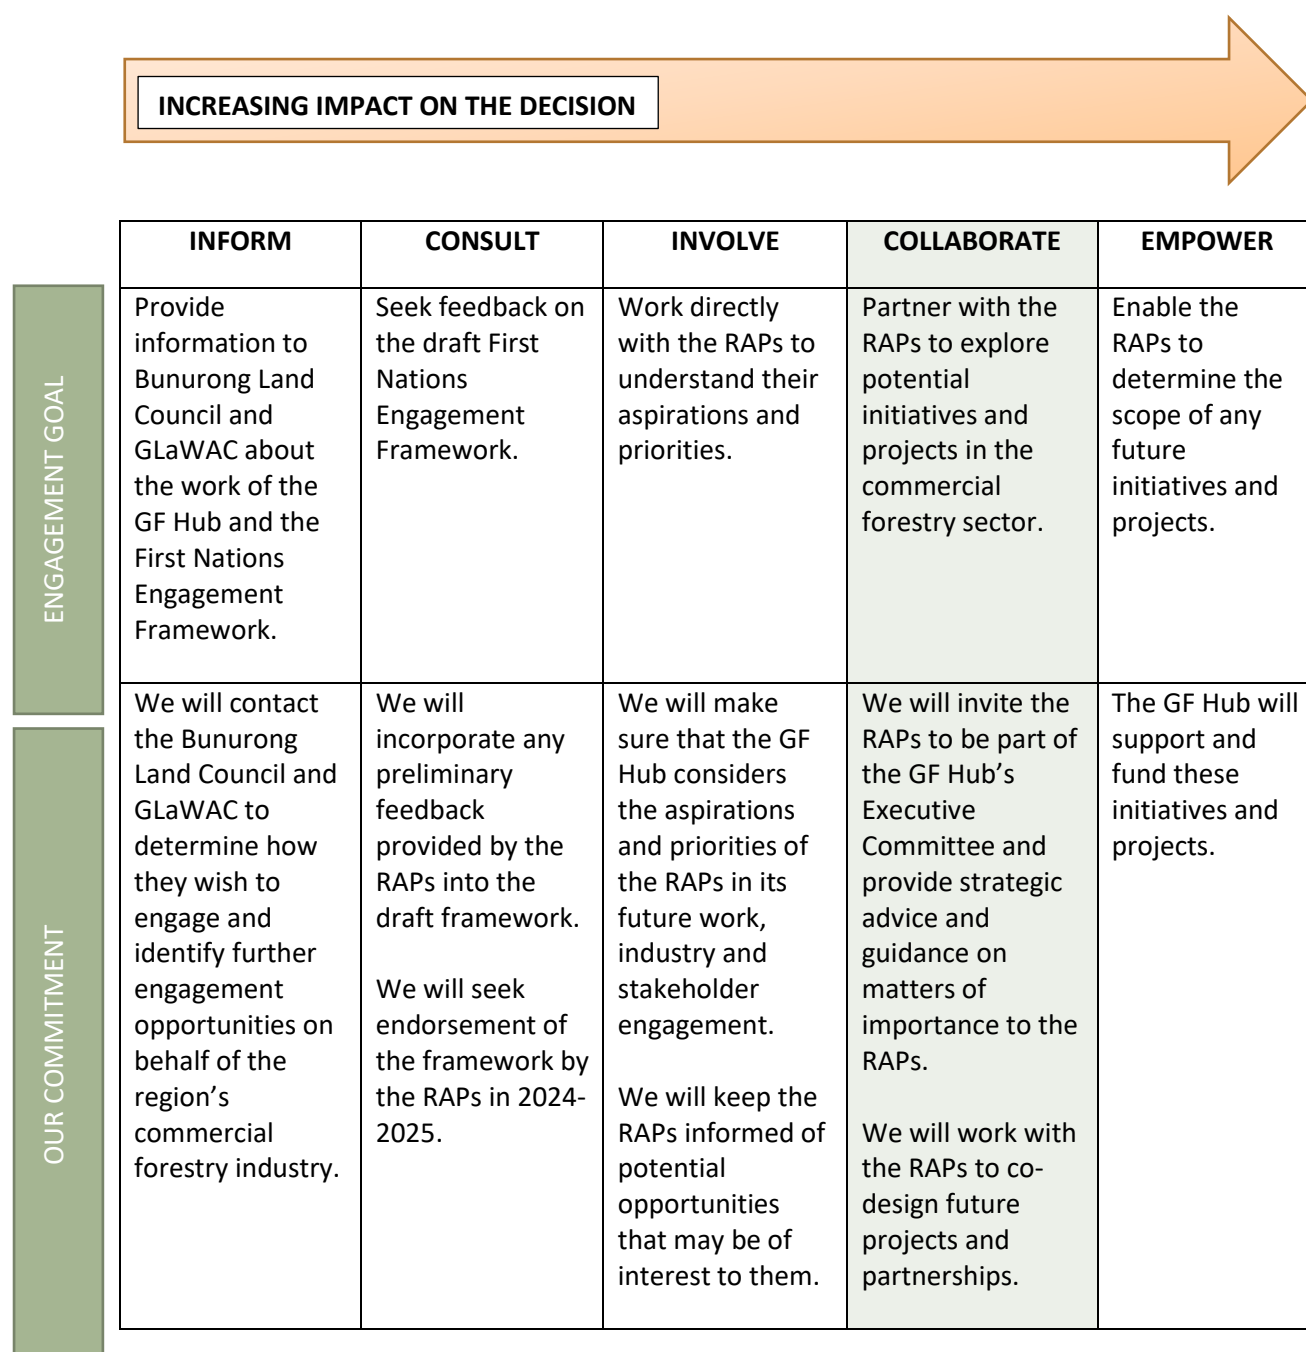 INCREASING IMPACT ON THE DECISION
INFORM
CONSULT
INVOLVE
COLLABORATE
EMPOWER
ENGAGEMENT GOAL
Provide
information to
Bunurong Land
Council and
GLaWAC about
the work of the
GF Hub and the
First Nations
Engagement
Framework.
Seek feedback on
the draft First
Nations
Engagement
Framework.
Work directly
with the RAPs to
understand their
aspirations and
priorities.
Partner with the
RAPs to explore
potential
initiatives and
projects in the
commercial
forestry sector.
Enable the
RAPs to
determine the
scope of any
future
initiatives and
projects.
OUR COMMITMENT
We will contact
the Bunurong
Land Council and
GLaWAC to
determine how
they wish to
engage and
identify further
engagement
opportunities on
behalf of the
region’s
commercial
forestry industry.
We will
incorporate any
preliminary
feedback
provided by the
RAPs into the
draft framework.
We will seek
endorsement of
the framework by
the RAPs in 2024-
2025.
We will make
sure that the GF
Hub considers
the aspirations
and priorities of
the RAPs in its
future work,
industry and
stakeholder
engagement.
We will keep the
RAPs informed of
potential
opportunities
that may be of
interest to them.
We will invite the
RAPs to be part of
the GF Hub’s
Executive
Committee and
provide strategic
advice and
guidance on
matters of
importance to the
RAPs.
We will work with
the RAPs to co-
design future
projects and
partnerships.
The GF Hub will
support and
fund these
initiatives and
projects.